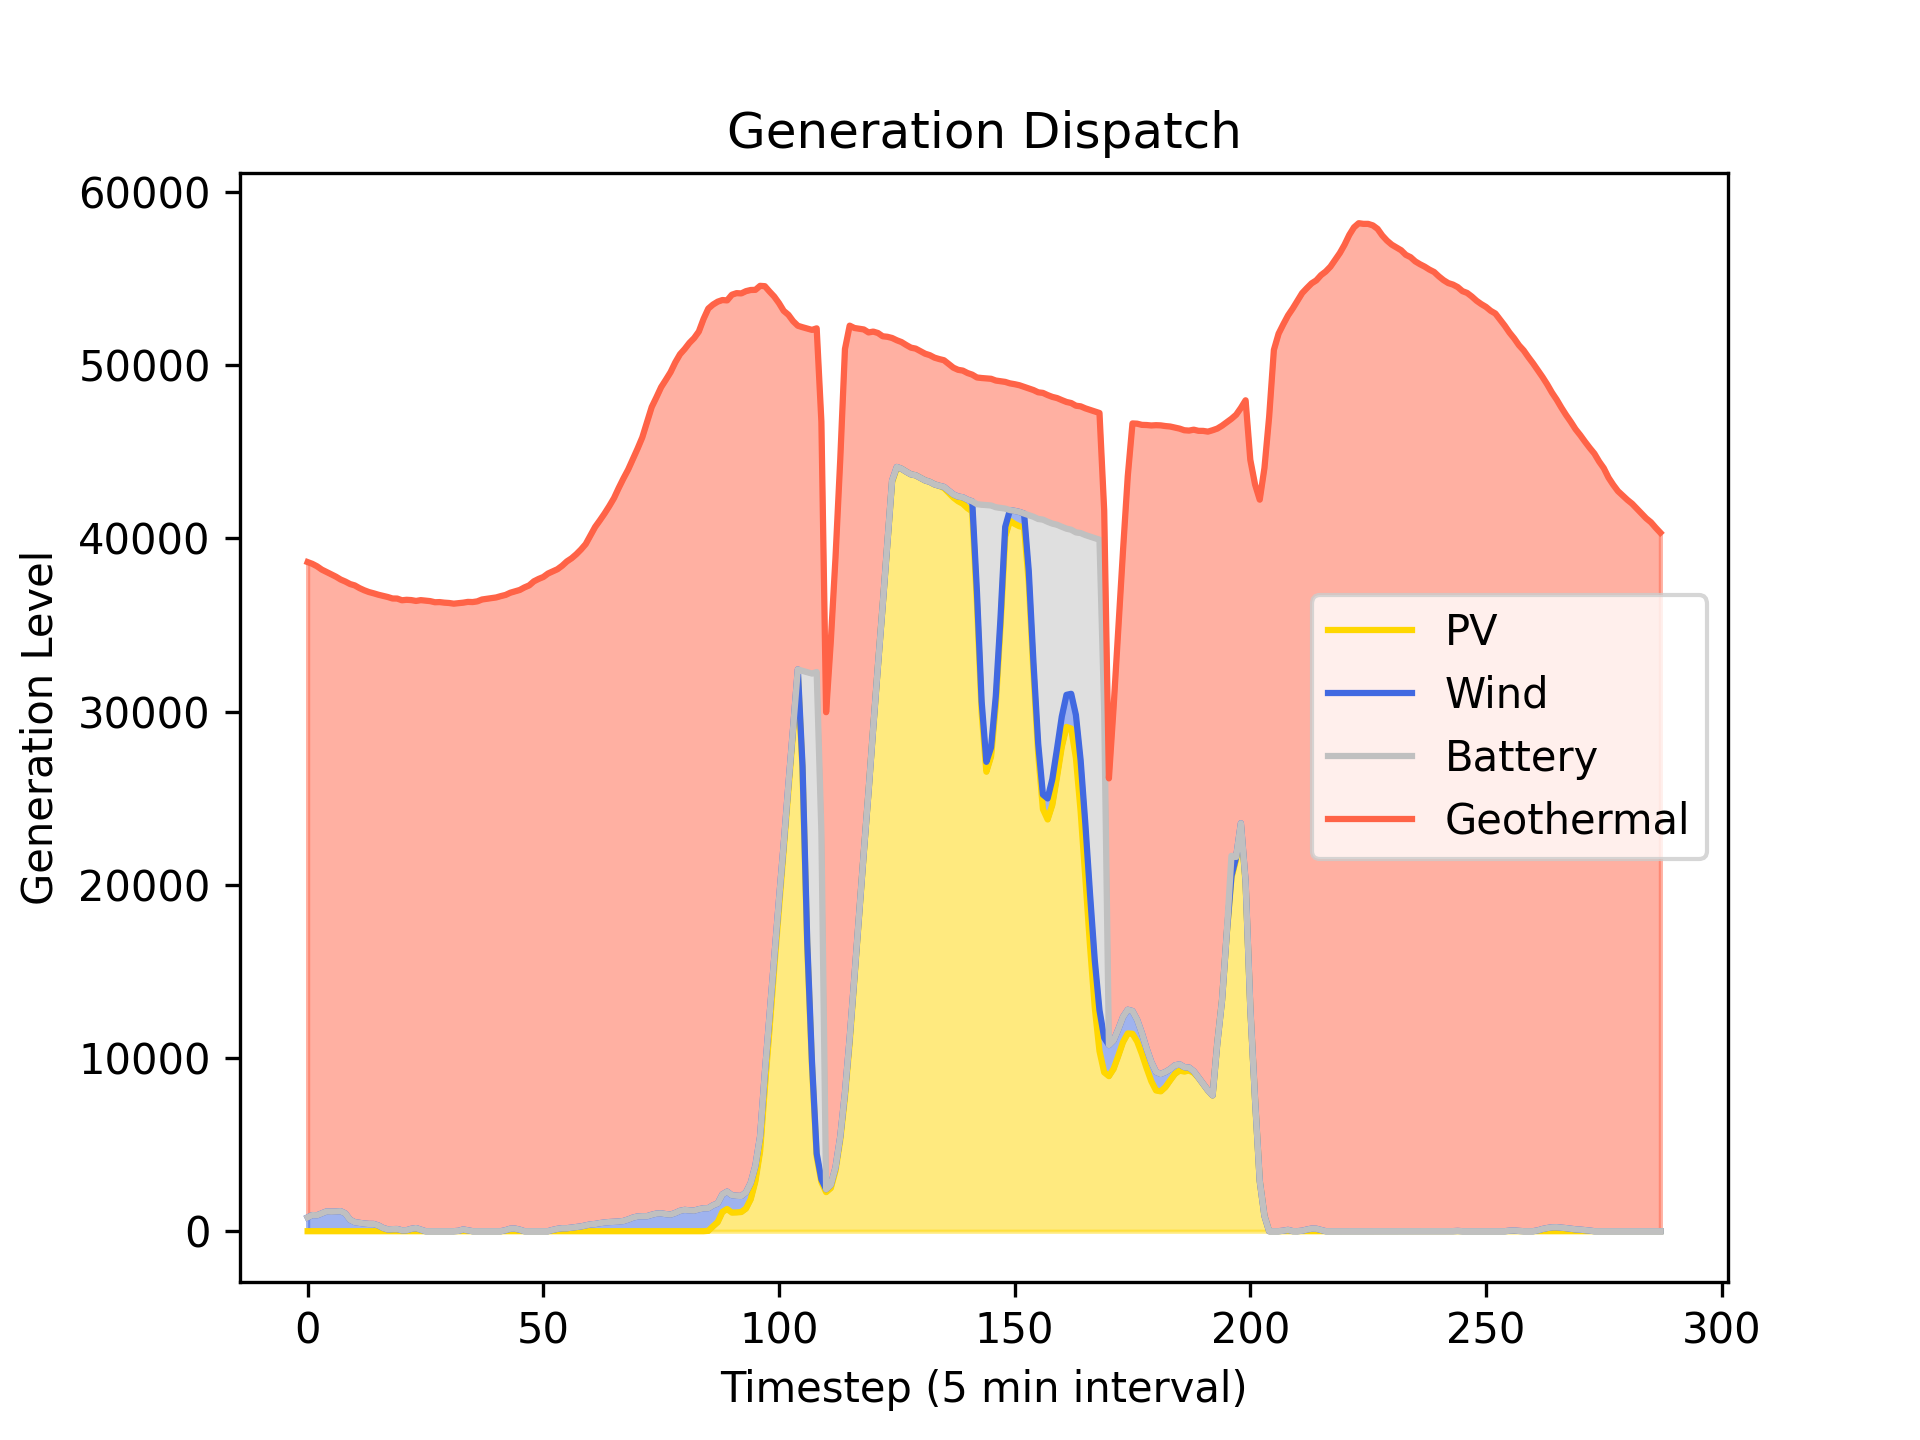 Generation Dispatch
Generation Level
60000
50000
40000
30000
20000
10000
0
PV
Wind
Battery
Geothermal
0 50 100 150 200 250 300
Timestep (5 min interval)